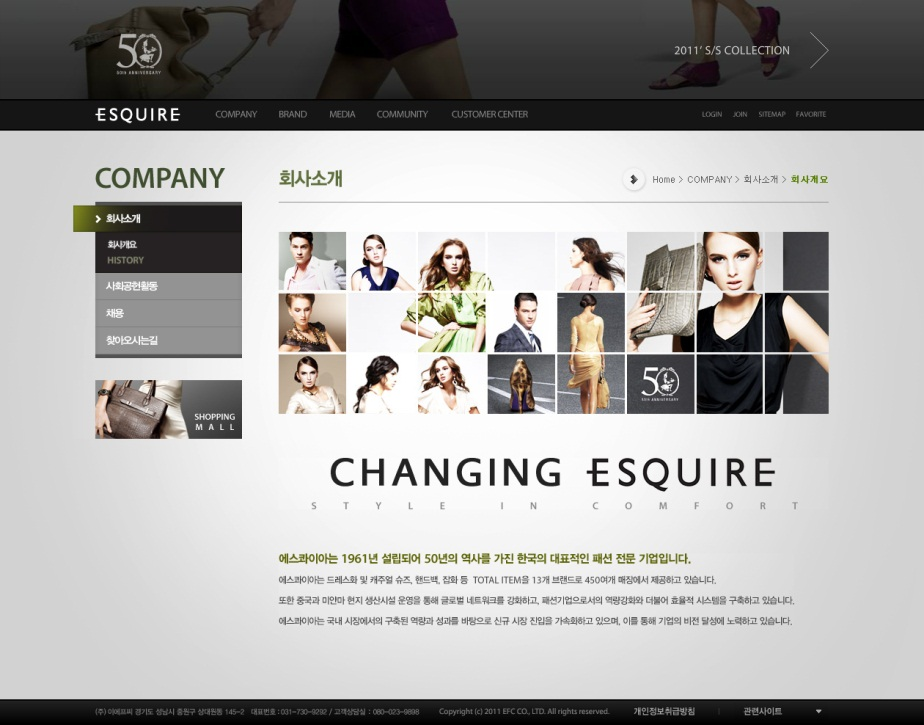 50
50TH ANNIVERSARY
2011' S/S COLLECTION
ESQUIRE
COMPANY BRAND MEDIA COMMUNITY CUSTOMER CENTER
LOGIN JOIN SITEMAP FAVORITE
COMPANY
회사소개
회사개요
HISTORY
사회공헌활동
채용
찾아오시는길
SHOPPING
MALL
회사소개
Home > COMPANY > 회사소개 > 회사개요
50
50TH ANNIVERSARY
CHANGING ESQUIRE
STYLE IN COMFORT
에스콰이아는 1961년 설립되어 50년의 역사를 가진 한국의 대표적인 패션 전문 기업입니다.
에스콰이아는 드레스화 및 캐주얼 슈즈, 핸드백, 잡화 등 TOTAL ITEM을 13개 브랜드로 450여개 매장에서 제공하고 있습니다.
또한 중국과 미얀마 현지 생산시설 운영을 통해 글로벌 네트워크를 강화하고, 패션기업으로서의 역량강화와 더불어 효율적 시스템을 구축하고 있습니다.
에스콰이아는 국내 시장에서의 구축된 역량과 성과를 바탕으로 신규 시장 진입을 가속화하고 있으며, 이를 통해 기업의 비전 달성에 노력하고 있습니다.
(주) 이에프씨 경기도 성남시 중원구 상대원동 145-2 대표번호 : 031-730-9292 / 고객상담실 : 080-023-9898 Copyright (c) 2011 EFC CO., LTD. All rights reserved. 개인정보취급방침 | 관련사이트